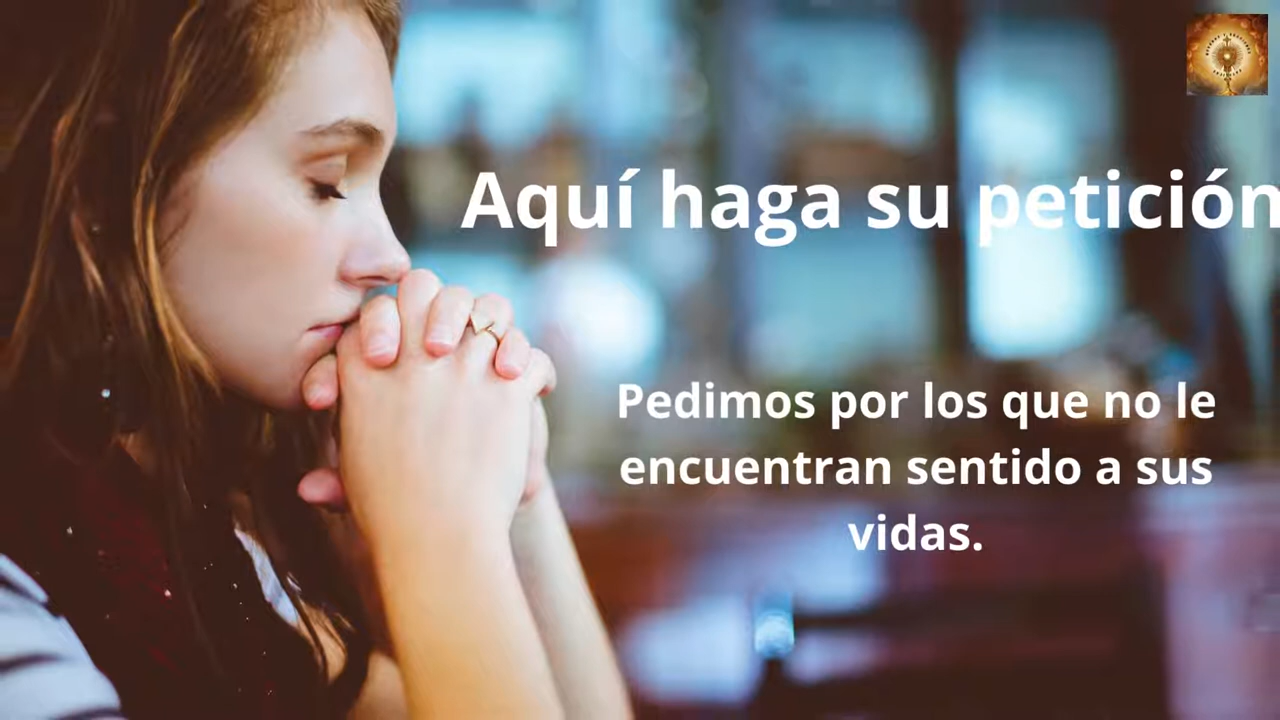 Aquí haga su petición
Pedimos por los que no le
encuentran sentido a sus
vidas.